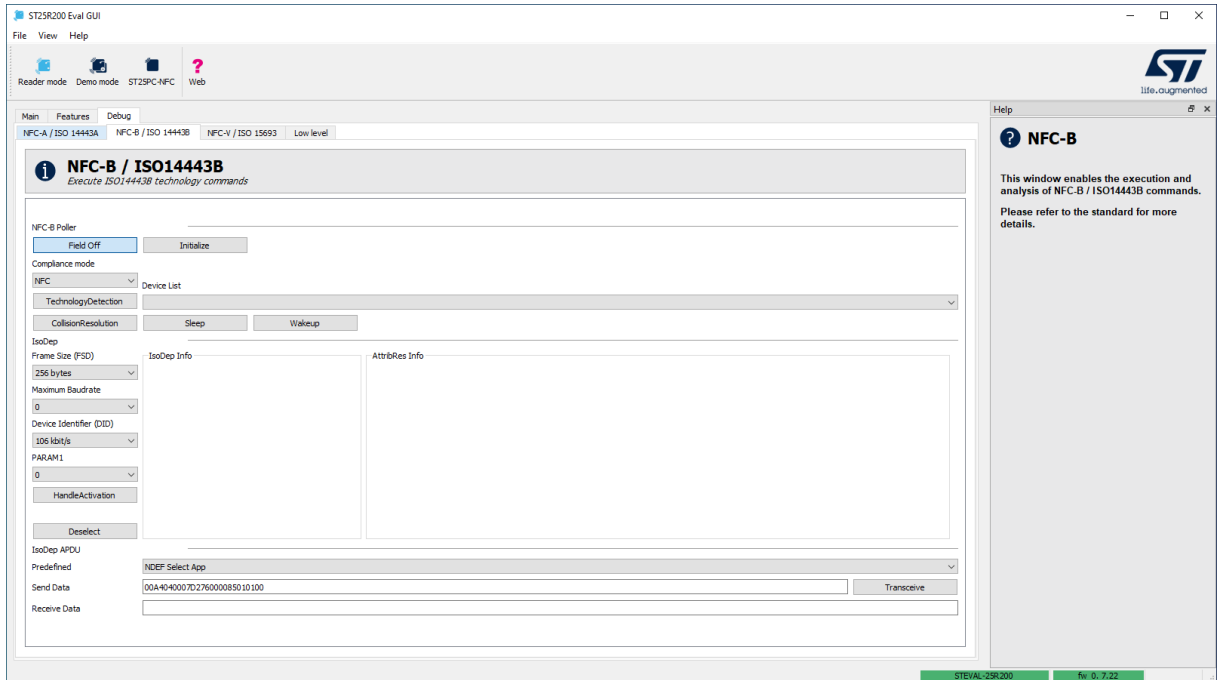 ST25R200 Eval GUI
File View Help
Reader mode Demo mode ST25PC-NFC Web
life.augmented
Main Features Debug
NFC-A / ISO 14443A NFC-B / ISO 14443B NFC-V / ISO 15693 Low level
NFC-B / ISO14443B
Execute ISO14443B technology commands
NFC-B Poller
Field Off Initialize
Compliance mode
NFC
Device List
TechnologyDetection
CollisionResolution Sleep Wakeup
IsoDep
Frame Size (FSD)
IsoDep Info
AttribRes Info
256 bytes
Maximum Baudrate
0
Device Identifier (DID)
106 kbit/s
PARAM1
0
HandleActivation
Deselect
IsoDep APDU
Predefined NDEF Select App
Send Data 00A4040007D276000085010100 Transceive
Receive Data
Help
NFC-B
This window enables the execution and
analysis of NFC-B / ISO14443B commands.
Please refer to the standard for more
details.
STEVAL-25R200 fw 0.7.22